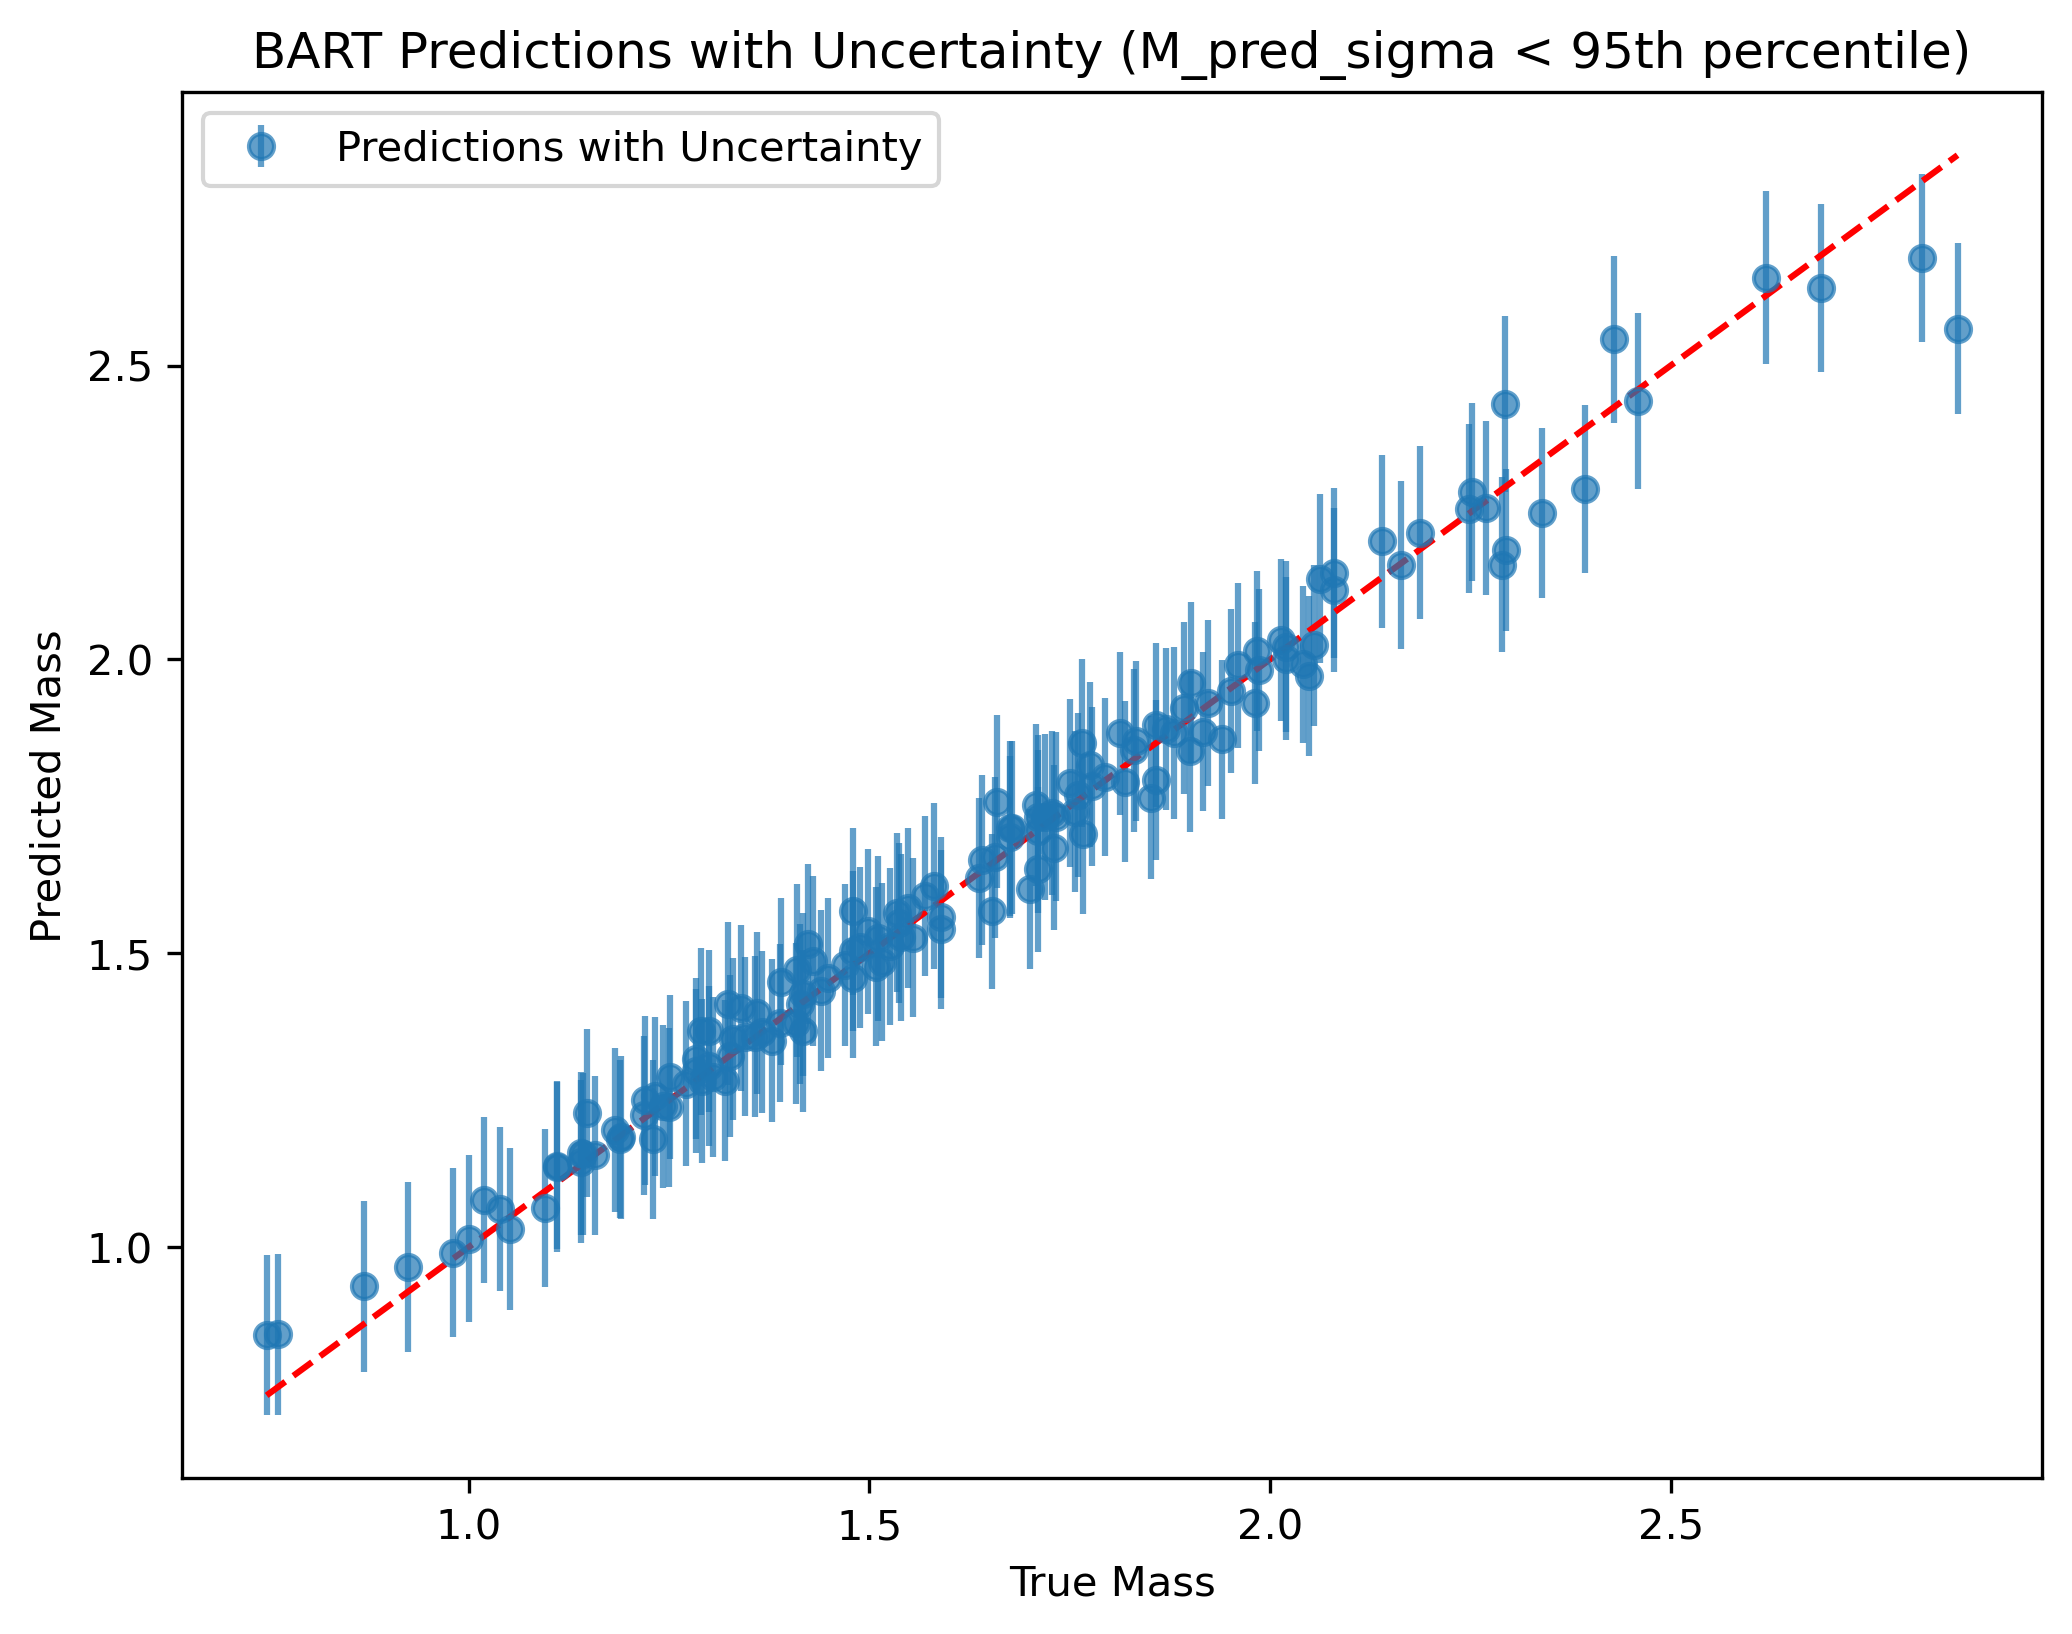 BART Predictions with Uncertainty (M_pred_sigma < 95th percentile)
Predictions with Uncertainty
Predicted Mass
2.5
2.0
1.5
1.0
1.0 1.5 2.0 2.5
True Mass